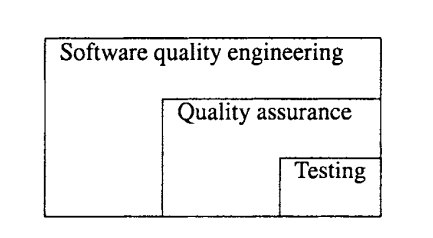 Software quality engineering
Quality assurance
Testing